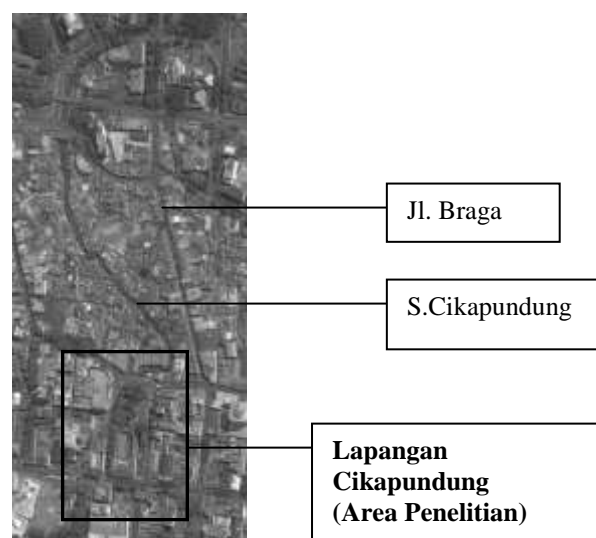 Jl. Braga
S.Cikapundung
Lapangan
Cikapundung
(Area Penelitian)